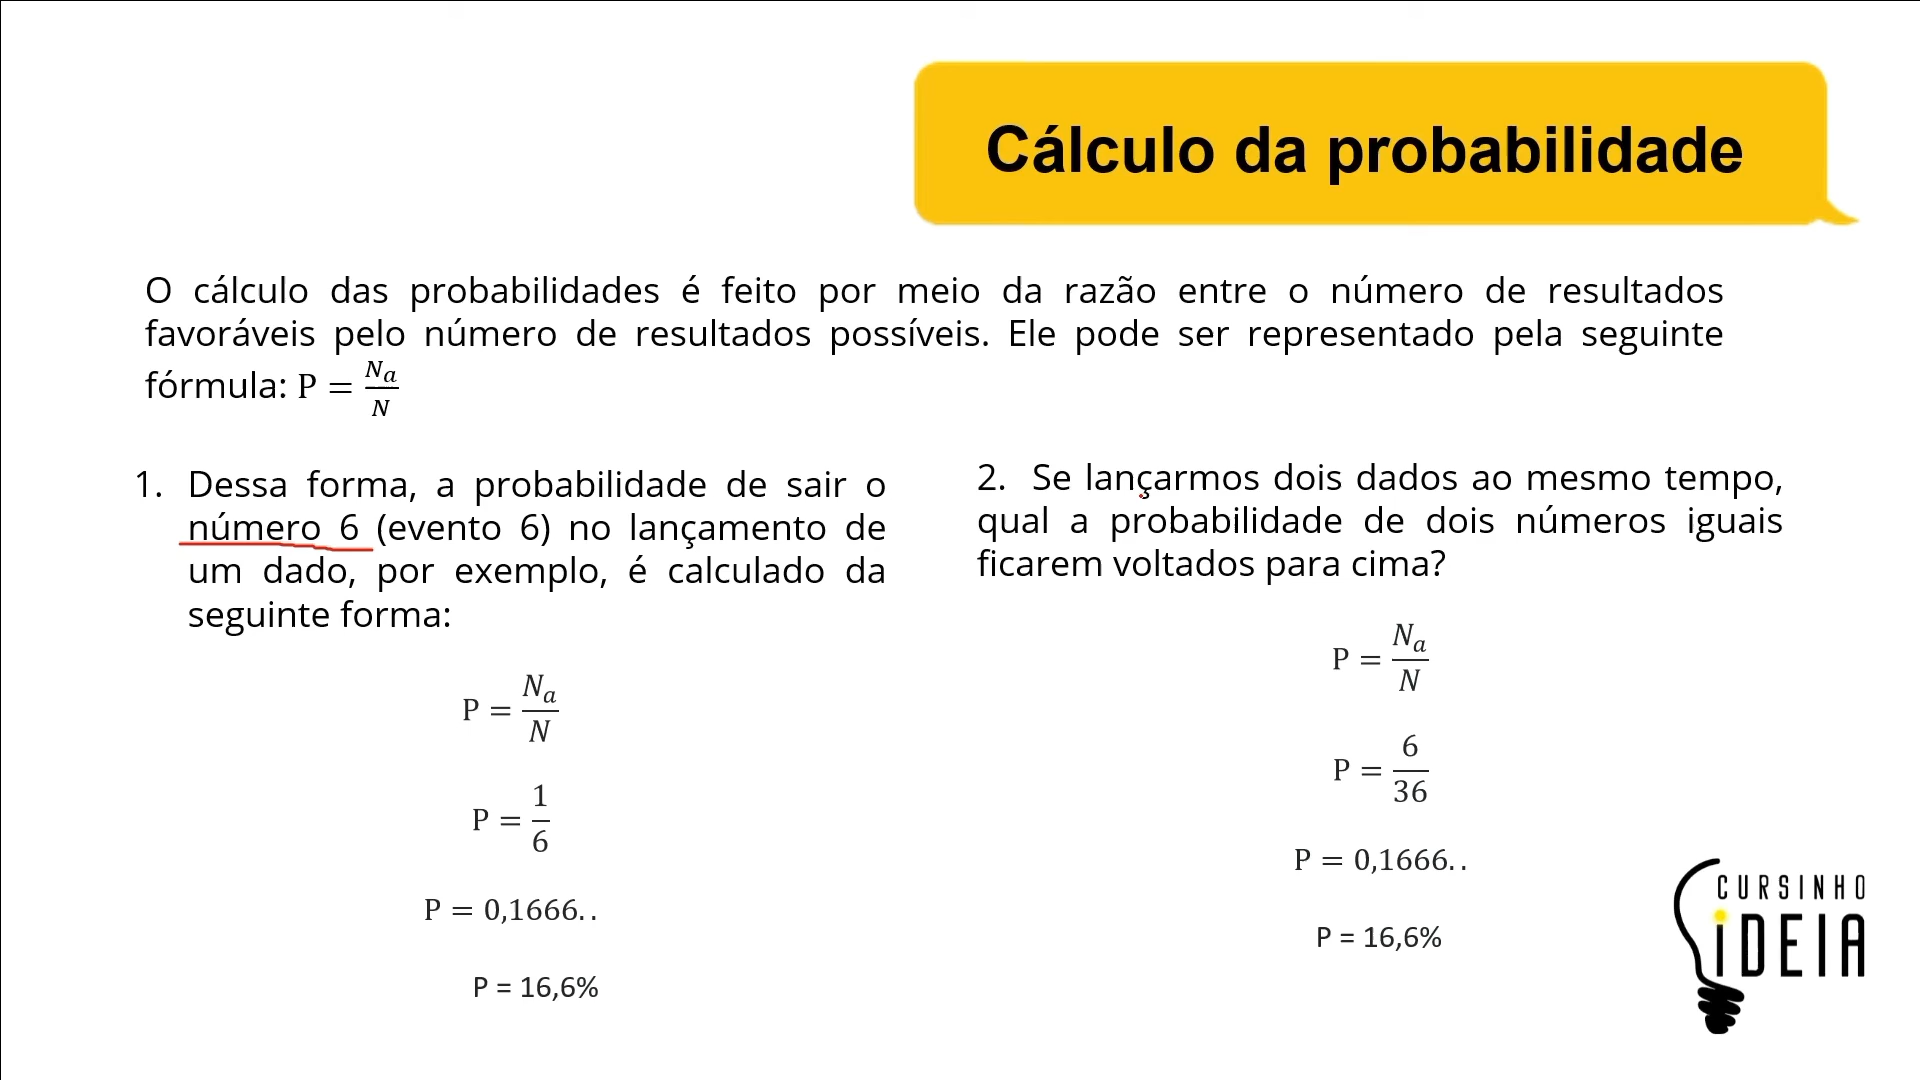 Cálculo da probabilidade
O cálculo das probabilidades é feito por meio da razão entre o número de resultados
favoráveis pelo número de resultados possíveis. Ele pode ser representado pela seguinte
fórmula: P = Na/N
1. Dessa forma, a probabilidade de sair o
número 6 (evento 6) no lançamento de
um dado, por exemplo, é calculado da
seguinte forma:
P = Na/N
P = 1/6
P = 0,1666. .
P = 16,6%
2. Se lançarmos dois dados ao mesmo tempo,
qual a probabilidade de dois números iguais
ficarem voltados para cima?
P = Na/N
P = 6/36
P = 0,1666. .
P = 16,6%
CURSINHO
iDEIA